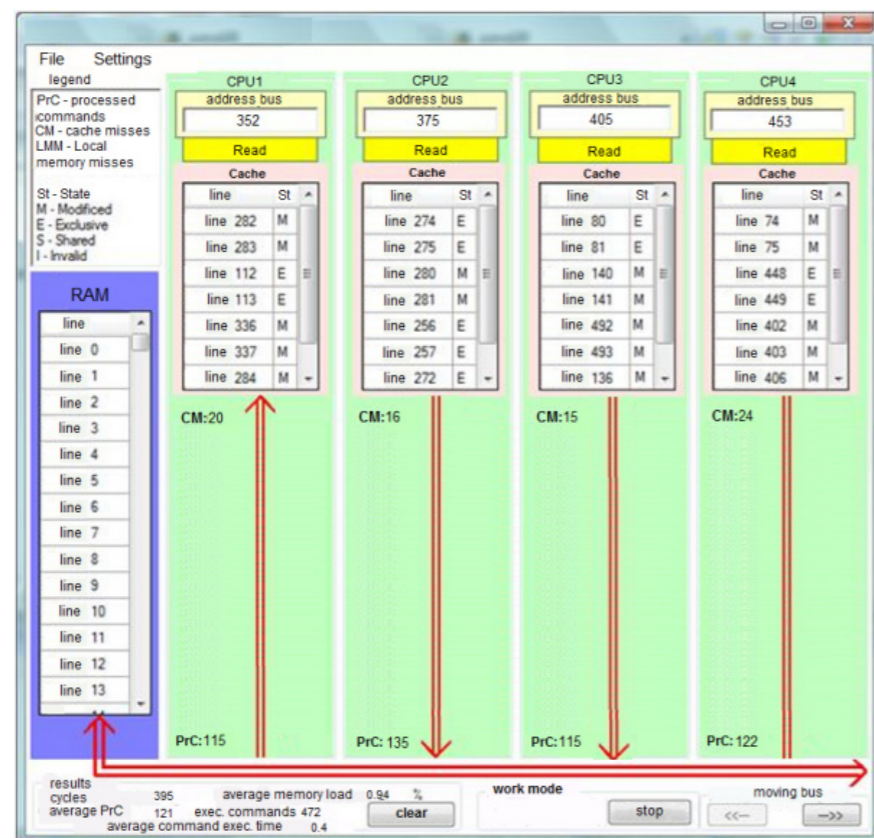 File Settings
legend
PrC - processed
commands
CM - cache misses
LMM - Local
memory misses
St - State
M - Modificed
E - Exclusive
S - Shared
I - Invalid
RAM
line
line 0
line 1
line 2
line 3
line 4
line 5
line 6
line 7
line 8
line 9
line 10
line 11
line 12
line 13
CPU1
address bus
352
Read
Cache
line St
line 282 M
line 283 M
line 112 E
line 113 E
line 336 M
line 337 M
line 284 M
CM:20
PrC:115
CPU2
address bus
375
Read
Cache
line St
line 274 E
line 275 E
line 280 M
line 281 M
line 256 E
line 257 E
line 272 E
CM:16
PrC: 135
CPU3
address bus
405
Read
Cache
line St
line 80 E
line 81 E
line 140 M
line 141 M
line 492 M
line 493 M
line 136 M
CM:15
PrC:115
CPU4
address bus
453
Read
Cache
line St
line 74 M
line 75 M
line 448 E
line 449 E
line 402 M
line 403 M
line 406 M
CM:24
PrC: 122
results
cycles 395 average memory load 0.94 %
average PrC 121 exec. commands 472
average command exec. time 0.4
clear
work mode
stop
moving bus
<<-- -->>